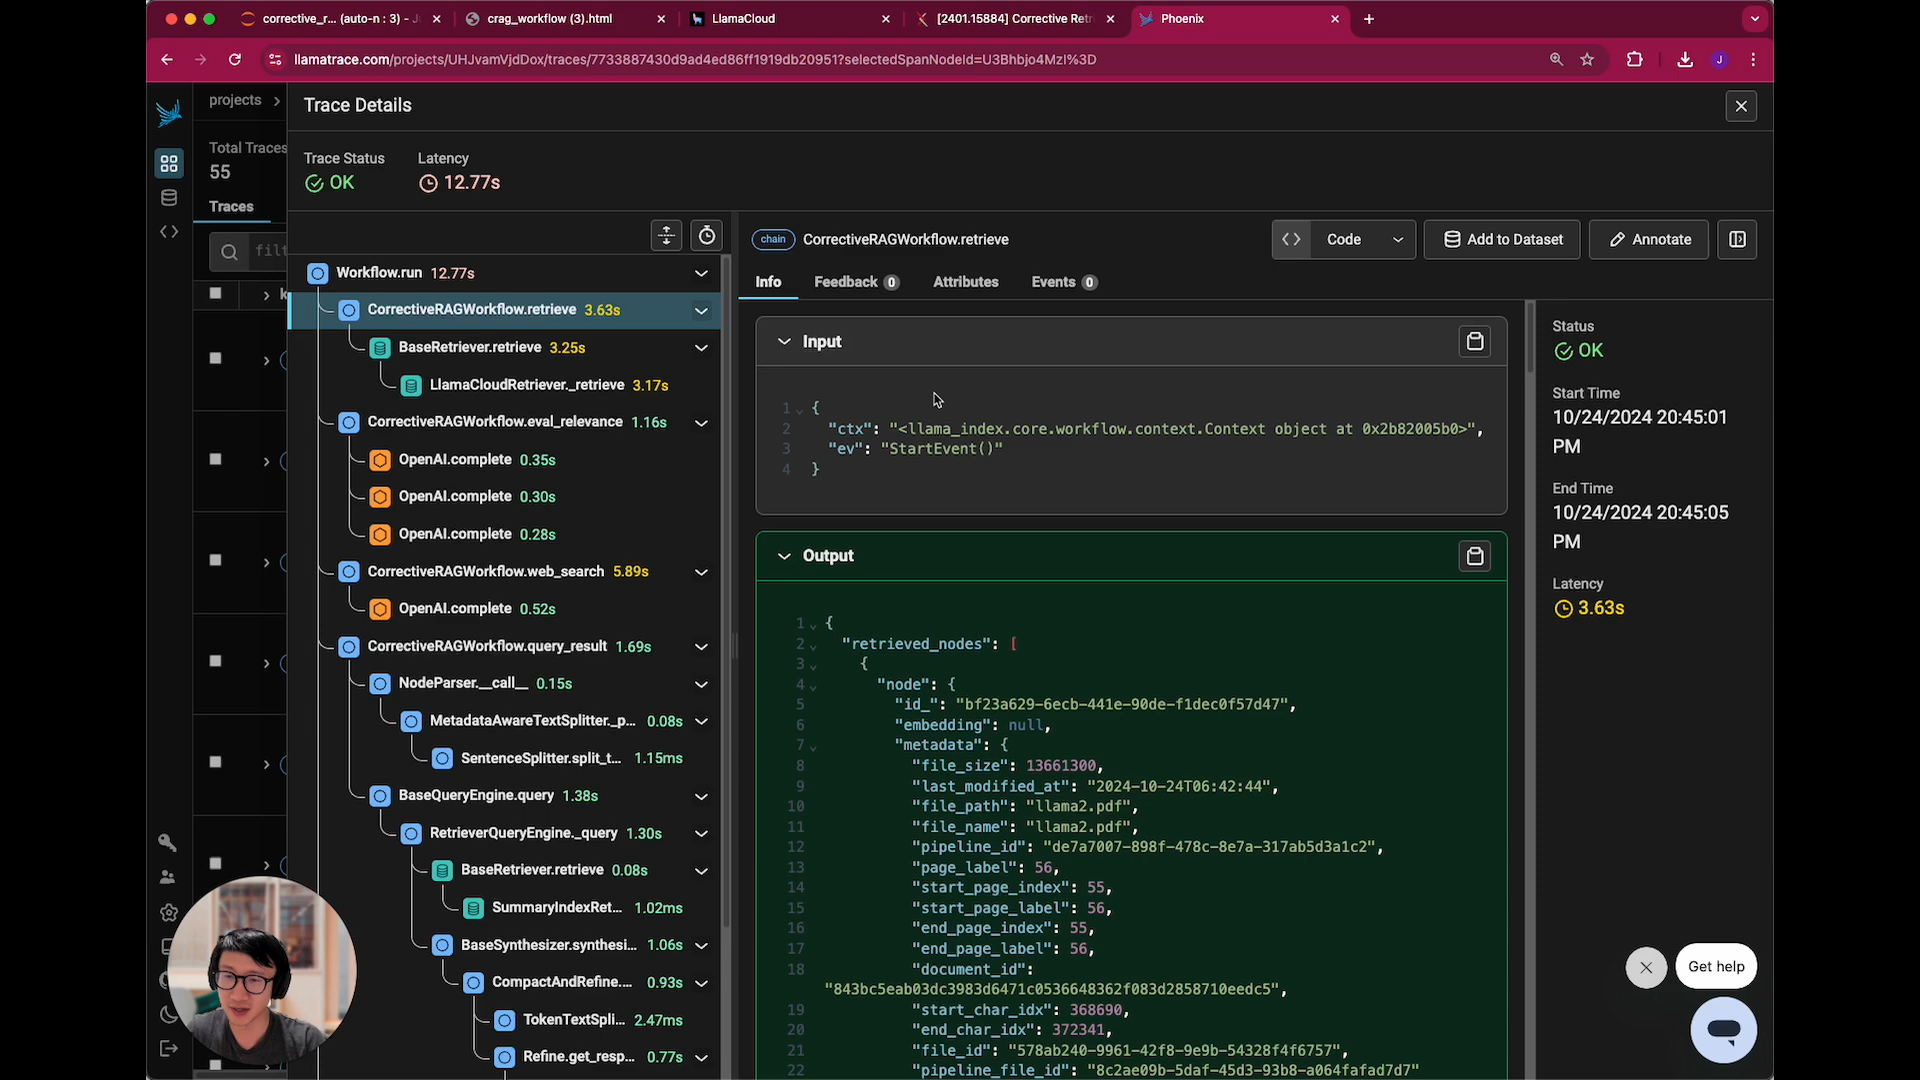 corrective_r... (auto-n : 3) - J
crag_workflow (3).html
LlamaCloud
[2401.15884] Corrective Retri
Phoenix
llamatrace.com/projects/UHJvamVjdDox/traces/7733887430d9ad4ed86ff1919db20951?selectedSpanNodeId=U3Bhbjo4MzI%3D
J
projects
Total Traces
55
Traces
filt
k
Trace Details
Trace Status
OK
Latency
12.77s
Workflow.run 12.77s
CorrectiveRAGWorkflow.retrieve 3.63s
BaseRetriever.retrieve 3.25s
LlamaCloudRetriever._retrieve 3.17s
CorrectiveRAGWorkflow.eval_relevance 1.16s
OpenAI.complete 0.35s
OpenAI.complete 0.30s
OpenAI.complete 0.28s
CorrectiveRAGWorkflow.web_search 5.89s
OpenAI.complete 0.52s
CorrectiveRAGWorkflow.query_result 1.69s
NodeParser.__call__ 0.15s
MetadataAwareTextSplitter._p... 0.08s
SentenceSplitter.split_t... 1.15ms
BaseQueryEngine.query 1.38s
RetrieverQueryEngine._query 1.30s
BaseRetriever.retrieve 0.08s
SummaryIndexRet... 1.02ms
BaseSynthesizer.synthesi... 1.06s
CompactAndRefine.... 0.93s
TokenTextSpli... 2.47ms
Refine.get_resp... 0.77s
chain CorrectiveRAGWorkflow.retrieve
Code
Add to Dataset
Annotate
Info
Feedback 0
Attributes
Events 0
Input
1 {
2 "ctx": "<llama_index.core.workflow.context.Context object at 0x2b82005b0>",
3 "ev": "StartEvent()"
4 }
Output
1 {
2 "retrieved_nodes": [
3 {
4 "node": {
5 "id_": "bf23a629-6ecb-441e-90de-f1dec0f57d47",
6 "embedding": null,
7 "metadata": {
8 "file_size": 13661300,
9 "last_modified_at": "2024-10-24T06:42:44",
10 "file_path": "llama2.pdf",
11 "file_name": "llama2.pdf",
12 "pipeline_id": "de7a7007-898f-478c-8e7a-317ab5d3a1c2",
13 "page_label": 56,
14 "start_page_index": 55,
15 "start_page_label": 56,
16 "end_page_index": 55,
17 "end_page_label": 56,
18 "document_id":
"843bc5eab03dc3983d6471c0536648362f083d2858710eedc5",
19 "start_char_idx": 368690,
20 "end_char_idx": 372341,
21 "file_id": "578ab240-9961-42f8-9e9b-54328f4f6757",
22 "pipeline_file_id": "8c2ae09b-5daf-45d3-93b8-a064fafad7d7"
Status
OK
Start Time
10/24/2024 20:45:01
PM
End Time
10/24/2024 20:45:05
PM
Latency
3.63s
Get help